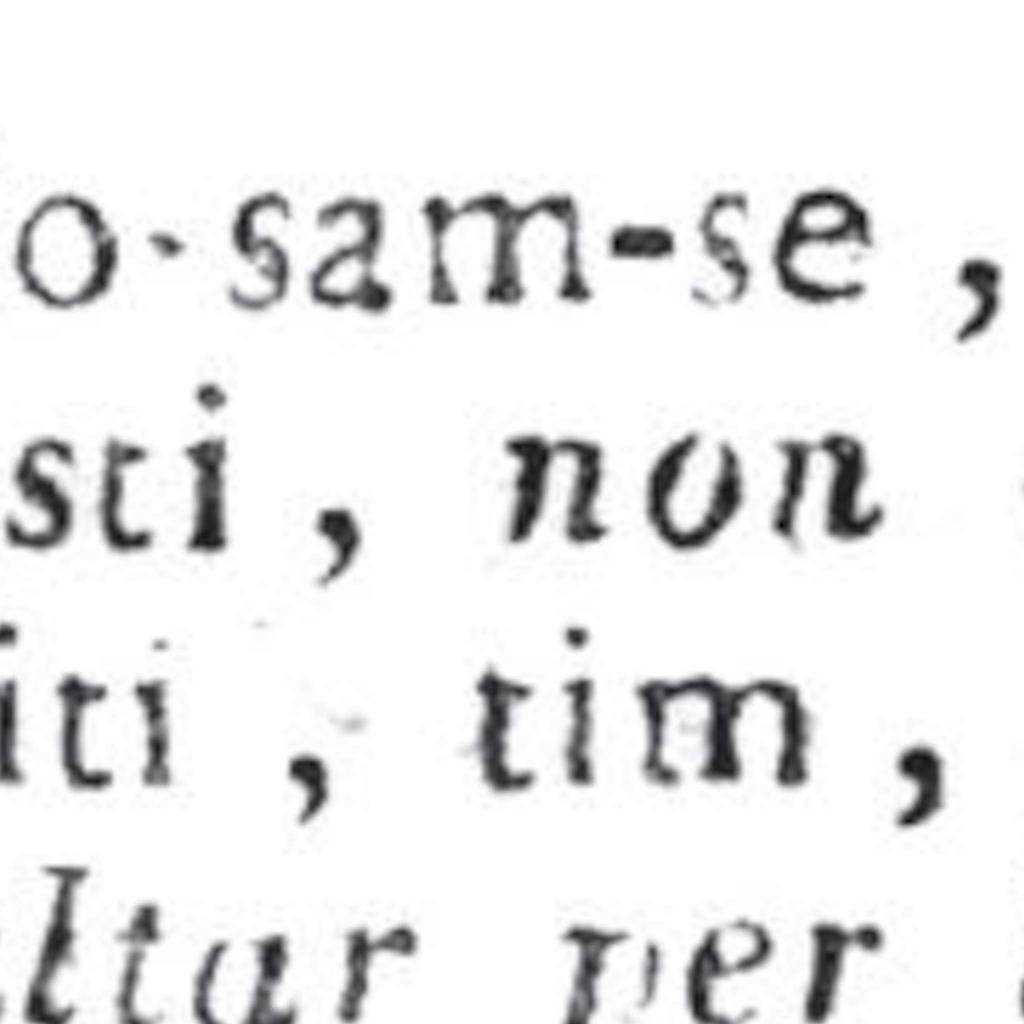 o-sam-se,
sti, non
iti, tim,
ltar per